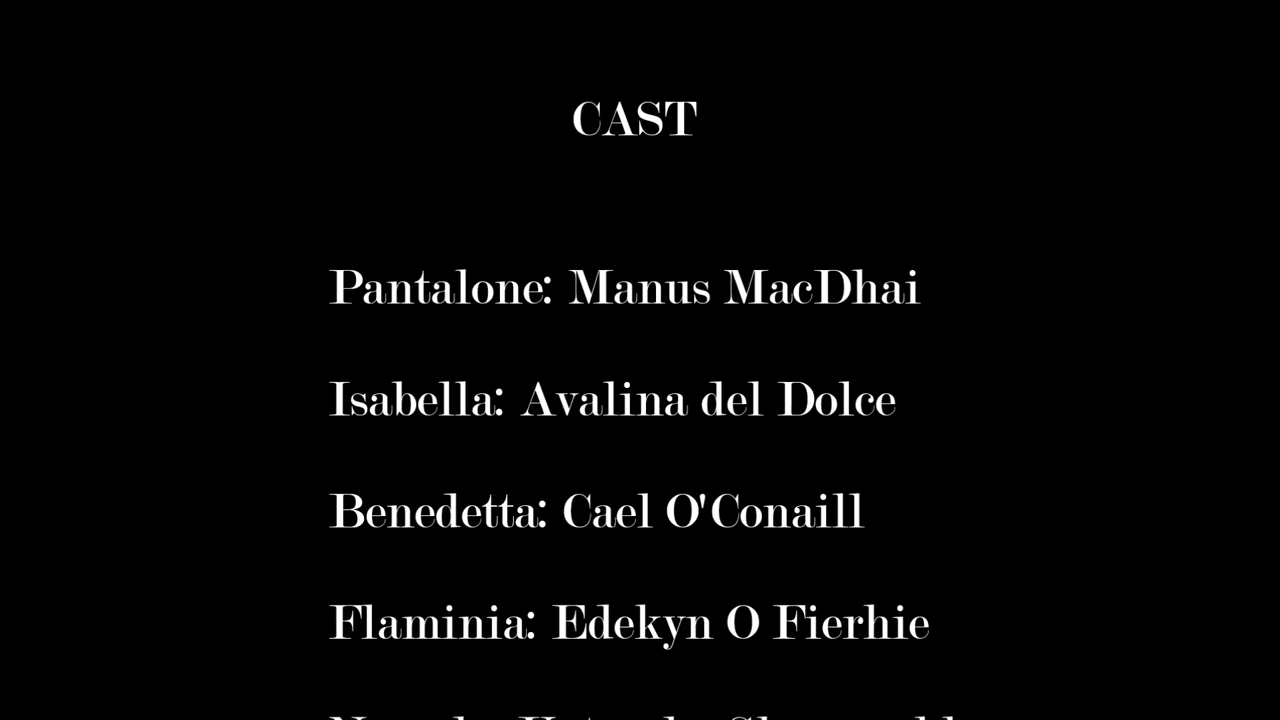 CAST
Pantalone: Manus MacDhai
Isabella: Avalina del Dolce
Benedetta: Cael O'Conaill
Flaminia: Edekyn O Fierhie